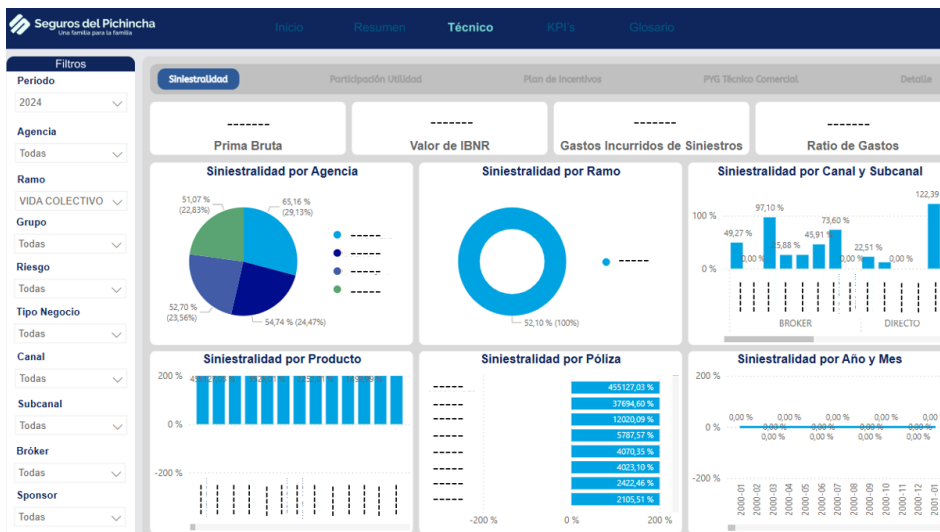 Seguros del Pichincha
Una familia para la familia
Inicio
Resumen
Técnico
KPI's
Glosario
Filtros
Periodo
2024
Agencia
Todas
Ramo
VIDA COLECTIVO
Grupo
Todas
Riesgo
Todas
Tipo Negocio
Todas
Canal
Todas
Subcanal
Todas
Bróker
Todas
Sponsor
Todas
Siniestralidad
Participación Utilidad
Plan de Incentivos
PYG Técnico Comercial
Detalle
Prima Bruta
Valor de IBNR
Gastos Incurridos de Siniestros
Ratio de Gastos
Siniestralidad por Agencia
51,07 %
(22,83%)
65,16 %
(29,13%)
52,70 %
(23,56%)
54,74 % (24,47%)
Siniestralidad por Ramo
52,10 % (100%)
Siniestralidad por Canal y Subcanal
100 %
0 %
49,27 %
0,00 %
97,10 %
25,88 %
45,91
73,60 %
0,00 %
22,51 %
0,00 %
122,39
BROKER
DIRECTO
Siniestralidad por Producto
200 %
0 %
-200 %
Siniestralidad por Póliza
455127,03 %
37694,60 %
12020,09 %
5787,57 %
4070,35 %
4023,10 %
2422,46 %
2105,51 %
-200 %
0 %
200 %
Siniestralidad por Año y Mes
200 %
0 %
-200 %
0,00 %
0,00 %
0,00 %
0,00 %
0,00
0,00 %
0,00 %
0,00 %
0,00 %
0,00 %
0,00 %
0,00 %
0,00 %
2000-01
2000-02
2000-03
2000-04
2000-05
2000-06
2000-07
2000-08
2000-09
2000-10
2000-11
2000-12
2001-01